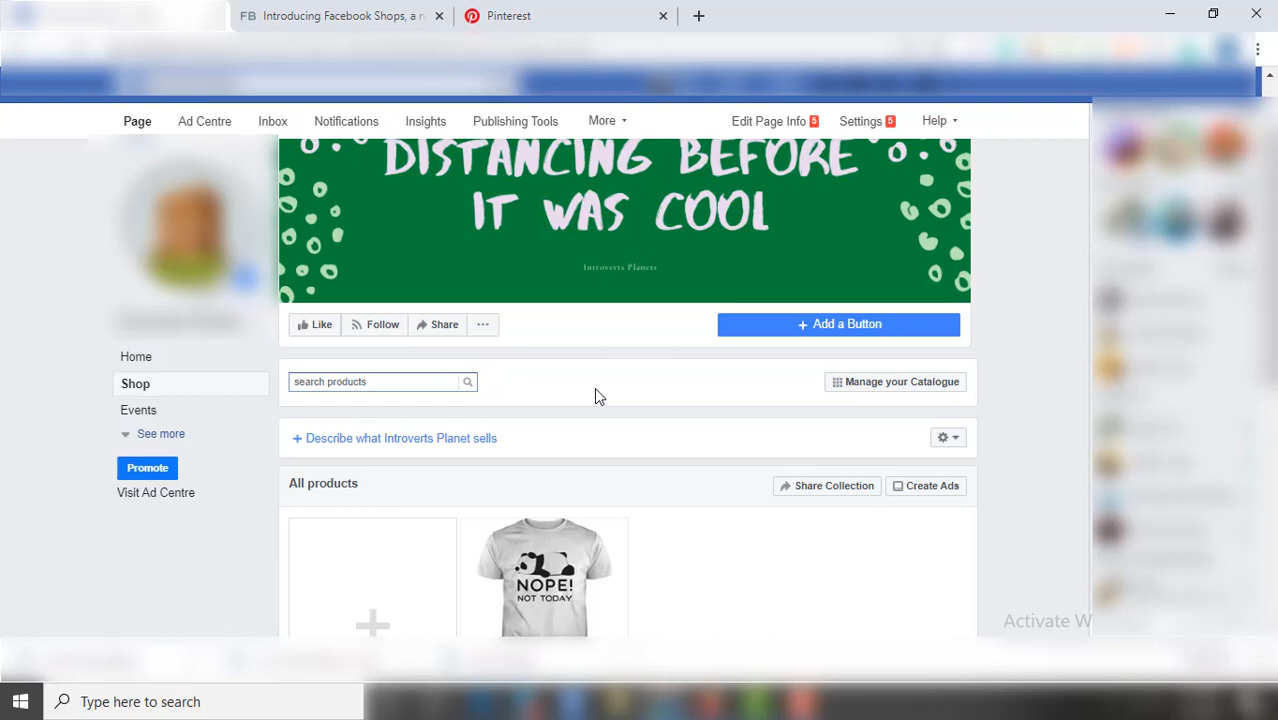 FB Introducing Facebook Shops, a n
Pinterest
Page Ad Centre Inbox Notifications Insights Publishing Tools More Edit Page Info 5 Settings 5 Help
DISTANCING BEFORE
IT WAS COOL
Introverts Planets
Like Follow Share ... + Add a Button
Home
Shop
Events
See more
Promote
Visit Ad Centre
search products
Manage your Catalogue
+ Describe what Introverts Planet sells
All products
Share Collection Create Ads
NOPE!
NOT TODAY
Activate W
Type here to search